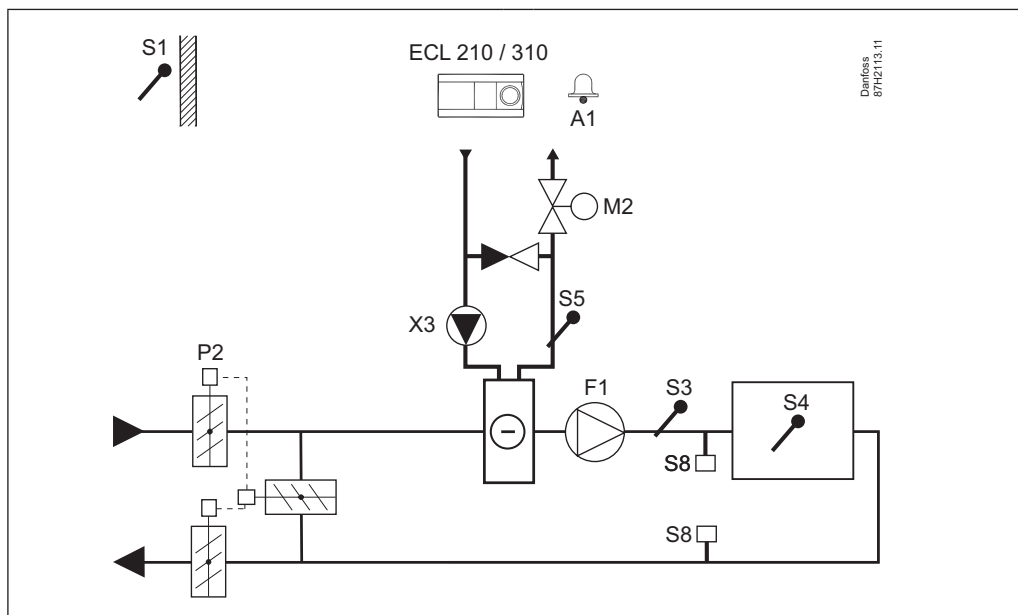 S1
ECL 210 / 310
A1
Danfoss
87H2113.11
M2
S5
X3
P2
F1
S3
S4
S8
S8